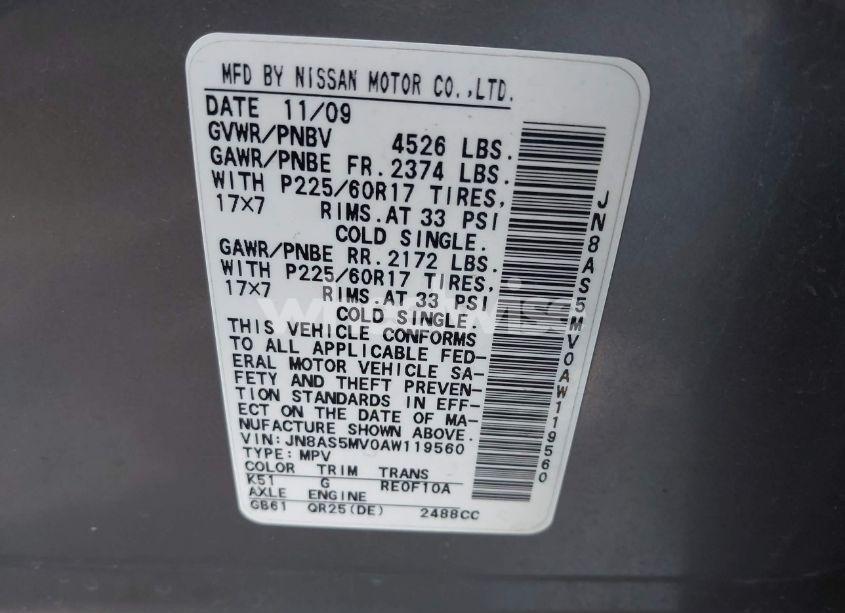 MFD BY NISSAN MOTOR CO.,LTD.
DATE 11/09
GVWR/PNBV 4526 LBS.
GAWR/PNBE FR. 2374 LBS.
WITH P225/60R17 TIRES,
17X7 RIMS. AT 33 PSI
COLD SINGLE.
GAWR/PNBE RR. 2172 LBS.
WITH P225/60R17 TIRES,
17X7 RIMS. AT 33 PSI
COLD SINGLE.
THIS VEHICLE CONFORMS
TO ALL APPLICABLE FED-
ERAL MOTOR VEHICLE SA-
FETY AND THEFT PREVEN-
TION STANDARDS IN EFF-
ECT ON THE DATE OF MA-
NUFACTURE SHOWN ABOVE.
VIN: JN8AS5MV0AW119560
TYPE: MPV
COLOR TRIM TRANS
K51 G RE0F10A
AXLE ENGINE
GB61 QR25(DE) 2488CC
JN8AS5MV0AW119560